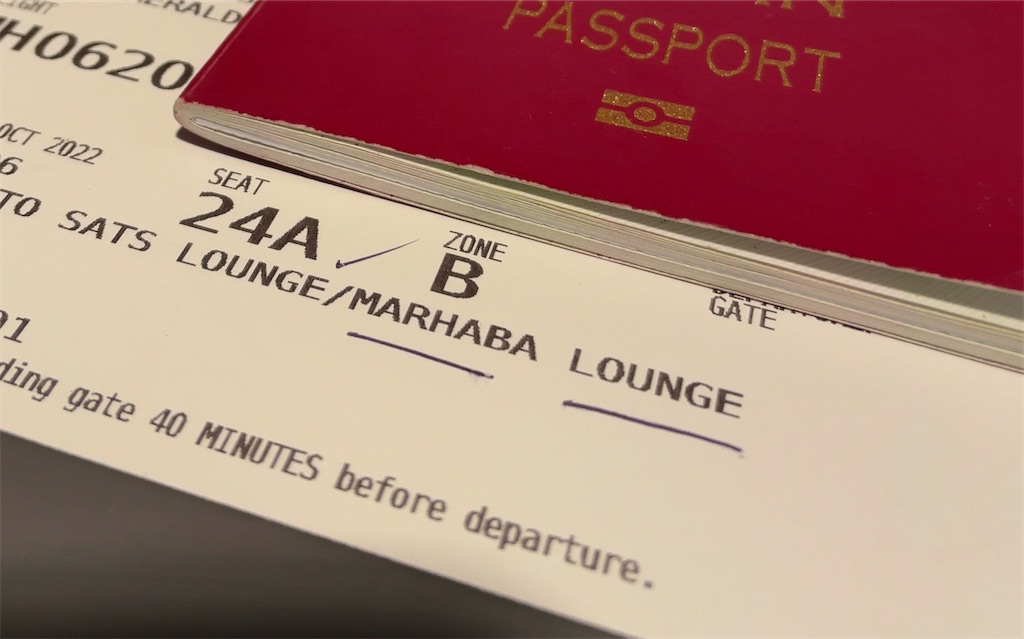 PASSPORT
ERALD
H0620
OCT 2022
6
SEAT
24A
ZONE
B
TO SATS LOUNGE/MARHABA LOUNGE
GATE
01
ding gate 40 MINUTES before departure.